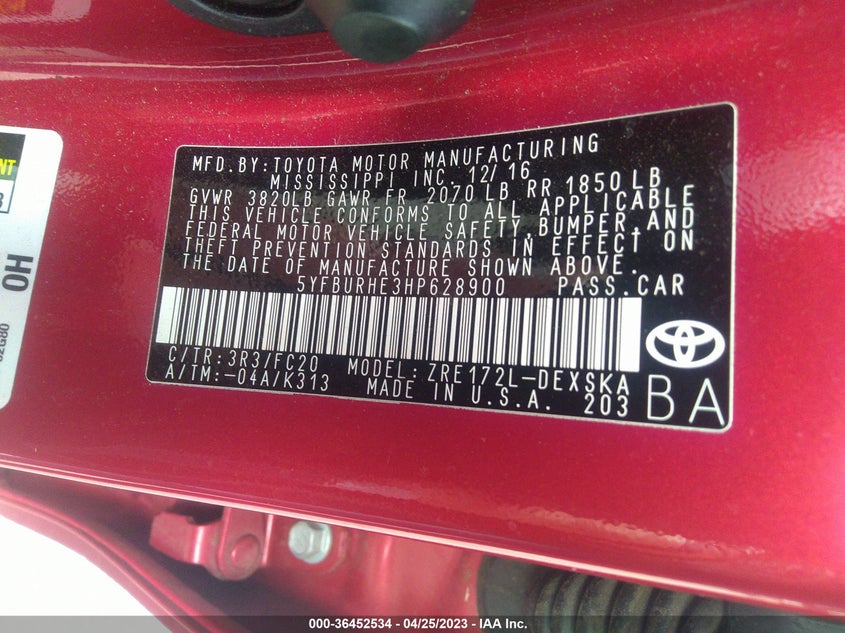 MFD.BY:TOYOTA MOTOR MANUFACTURING
MISSISSIPPI INC 12/16
GVWR 3820LB GAWR FR 2070 LB RR 1850 LB
THIS VEHICLE CONFORMS TO ALL APPLICABLE
FEDERAL MOTOR VEHICLE SAFETY,BUMPER,AND
THEFT PREVENTION STANDARDS IN EFFECT ON
THE DATE OF MANUFACTURE SHOWN ABOVE.
5YFBURHE3HP628900 PASS.CAR
C/TR:3R3/FC20 MODEL:ZRE172L-DEXSKA
A/TM:-04A/K313 MADE IN U.S.A. 203
BA
OH
000-36452534 - 04/25/2023 - IAA Inc.